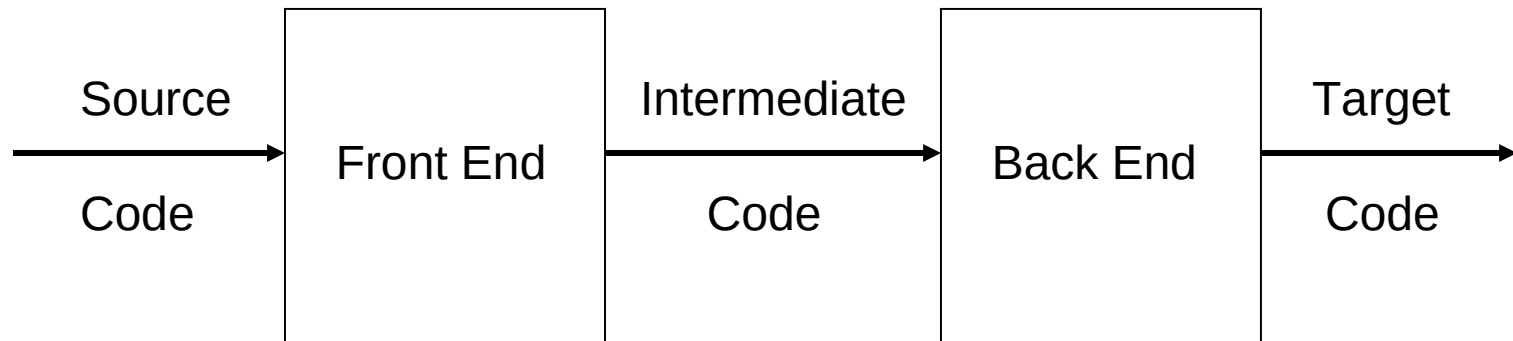 Source
Code
Front End
Intermediate
Code
Back End
Target
Code